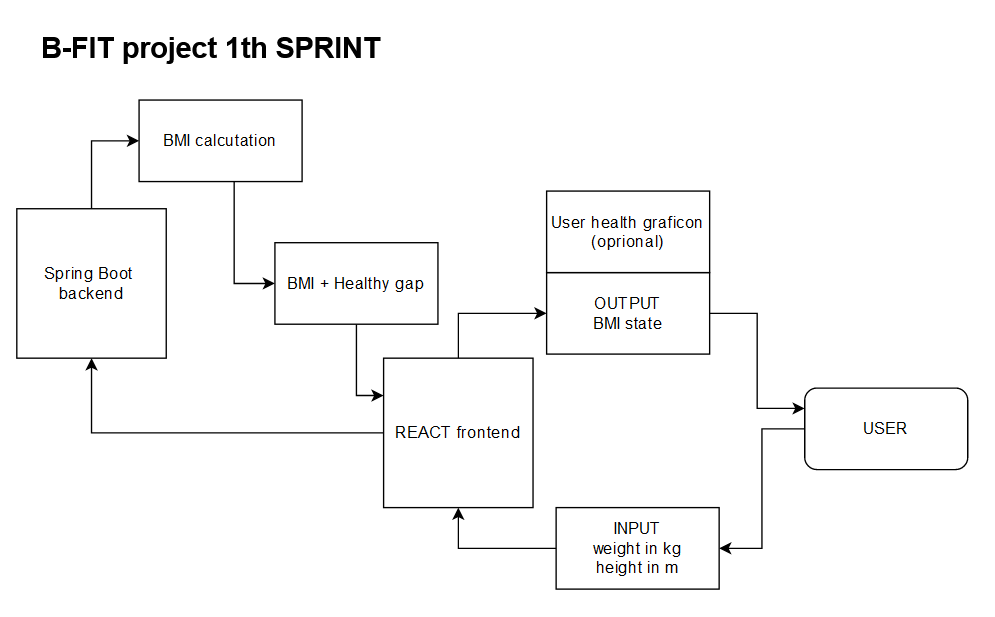 B-FIT project 1th SPRINT
BMI calcutation
User health graficon
(oprional)
Spring Boot
backend
BMI + Healthy gap
OUTPUT
BMI state
REACT frontend
USER
INPUT
weight in kg
height in m